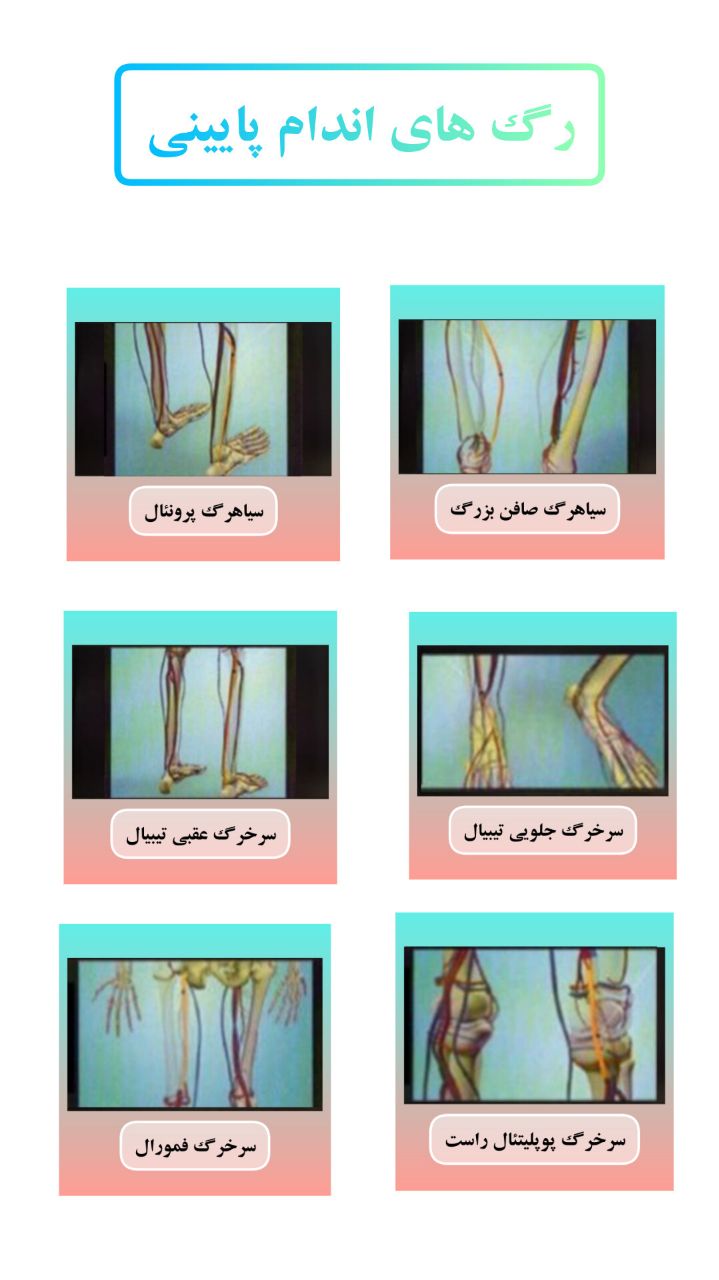 رگ های اندام پایینی
سیاهرگ صافن بزرگ
سیاهرگ پرونئال
سرخرگ جلویی تیبیال
سرخرگ عقبی تیبیال
سرخرگ پوپلیتئال راست
سرخرگ فمورال